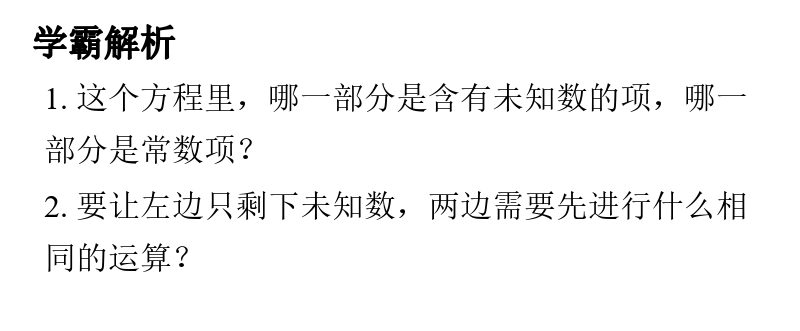 学霸解析
1. 这个方程里，哪一部分是含有未知数的项，哪一
部分是常数项？
2. 要让左边只剩下未知数，两边需要先进行什么相
同的运算？